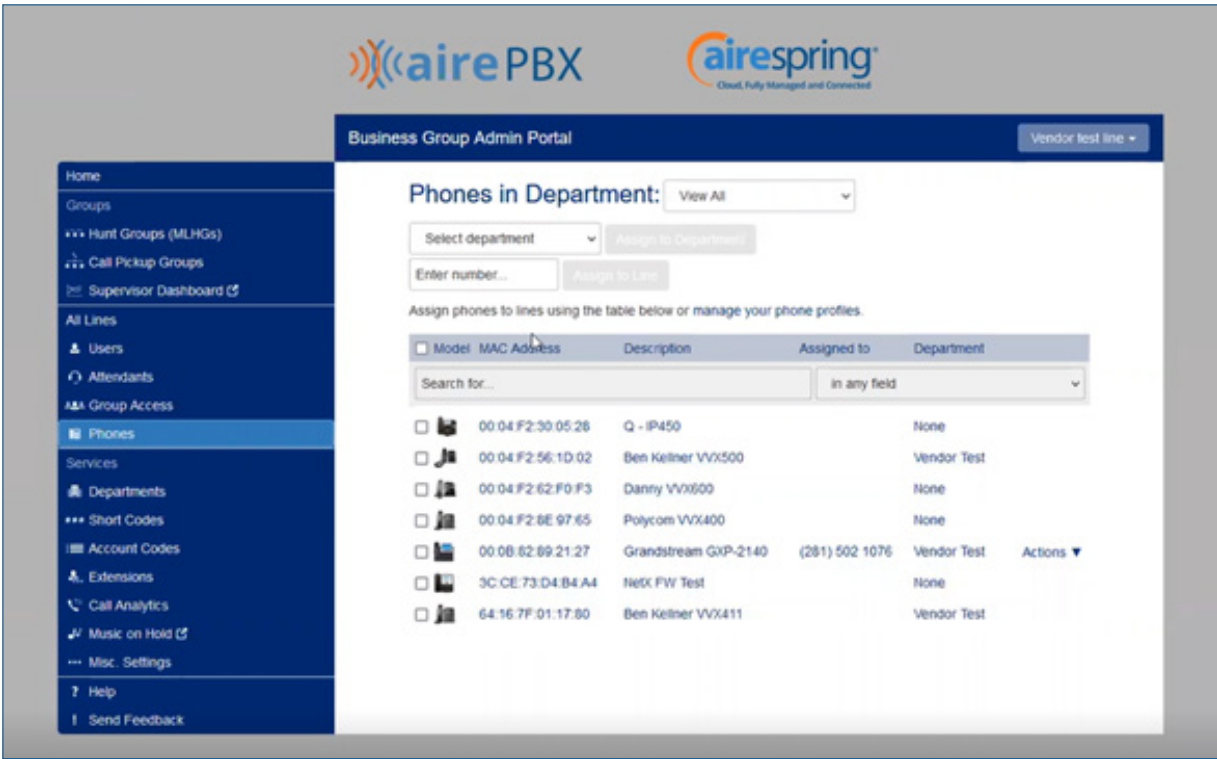 airePBX
airespring
Cloud, Fully Managed and Connected
Business Group Admin Portal
Vendor test line
Home
Groups
Hunt Groups (MLHGs)
Call Pickup Groups
Supervisor Dashboard
All Lines
Users
Attendants
Group Access
Phones
Services
Departments
Short Codes
Account Codes
Extensions
Call Analytics
Music on Hold
Misc. Settings
? Help
! Send Feedback
Phones in Department: View All
Select department Assign to Department
Enter number... Assign to Line
Assign phones to lines using the table below or manage your phone profiles.
Model MAC Address Description Assigned to Department
Search for... in any field
00:04:F2:30:05:28 Q - IP450 None
00:04:F2:56:1D:02 Ben Kellner VVX500 Vendor Test
00:04:F2:62:F0:F3 Danny VVX600 None
00:04:F2:8E:97:65 Polycom VVX400 None
00:0B:82:89:21:27 Grandstream GXP-2140 (281) 502 1076 Vendor Test Actions ▼
3C:CE:73:D4:B4:A4 NetX FW Test None
64:16:7F:01:17:80 Ben Kellner VVX411 Vendor Test